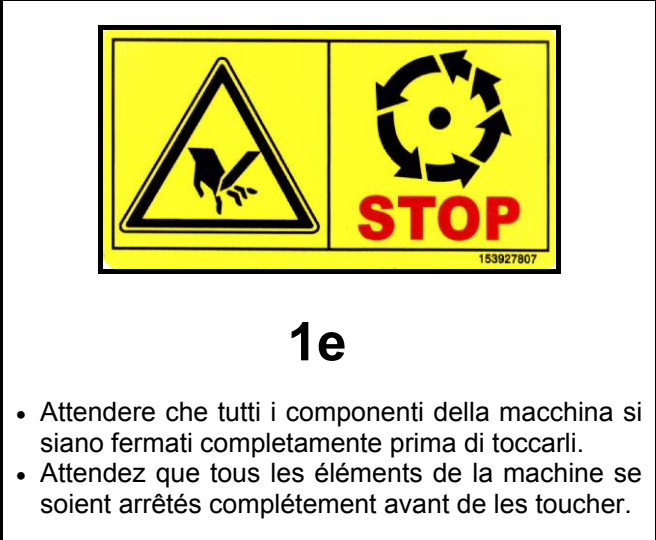 STOP
153927807
1e
• Attendere che tutti i componenti della macchina si
siano fermati completamente prima di toccarli.
• Attendez que tous les éléments de la machine se
soient arrêtés complétement avant de les toucher.